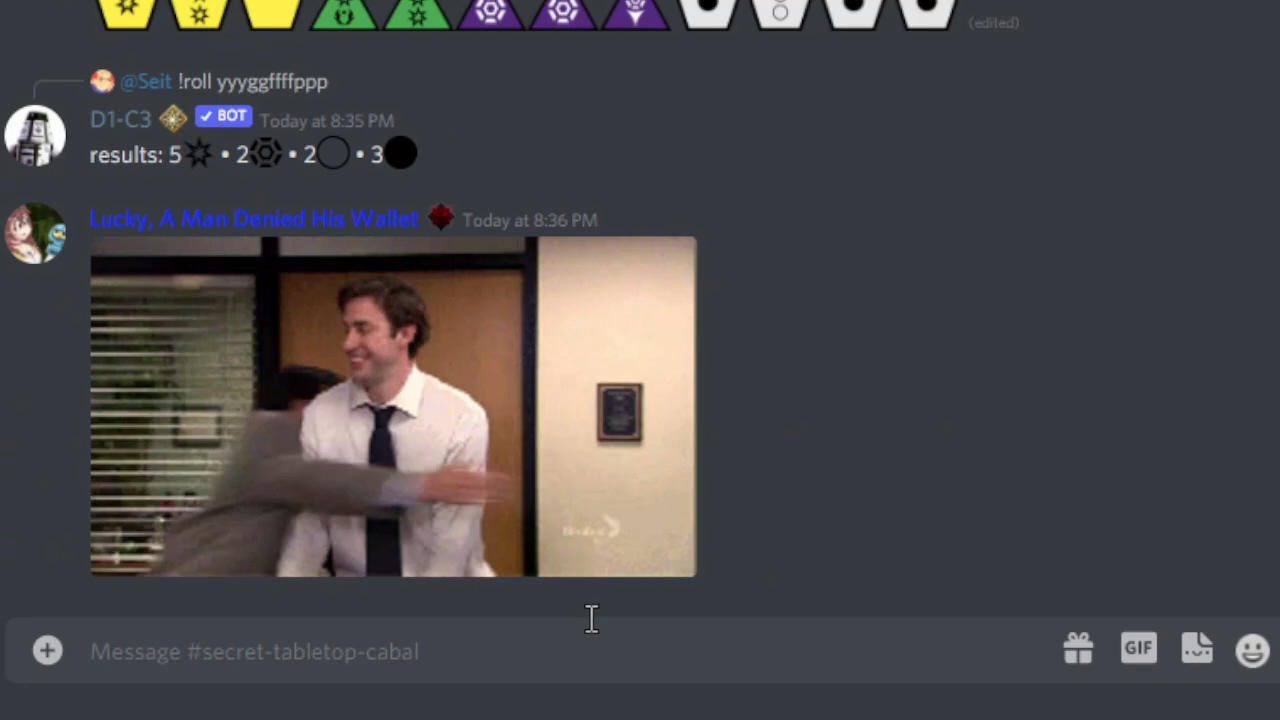 (edited)
@Seit !roll yyyggffffppp
D1-C3 ✓ BOT Today at 8:35 PM
results: 5 • 2 • 2 • 3
Lucky, A Man Denied His Wallet Today at 8:36 PM
Message #secret-tabletop-cabal
GIF